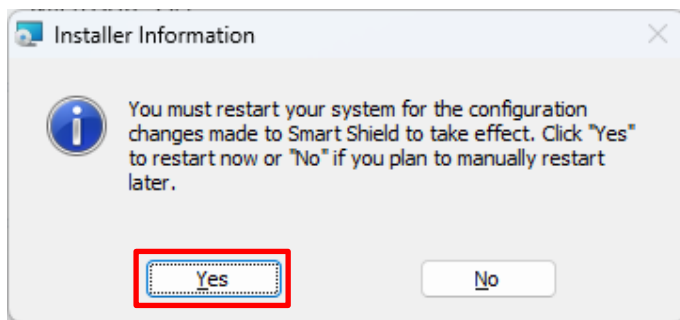 Installer Information
You must restart your system for the configuration
changes made to Smart Shield to take effect. Click "Yes"
to restart now or "No" if you plan to manually restart
later.
Yes
No